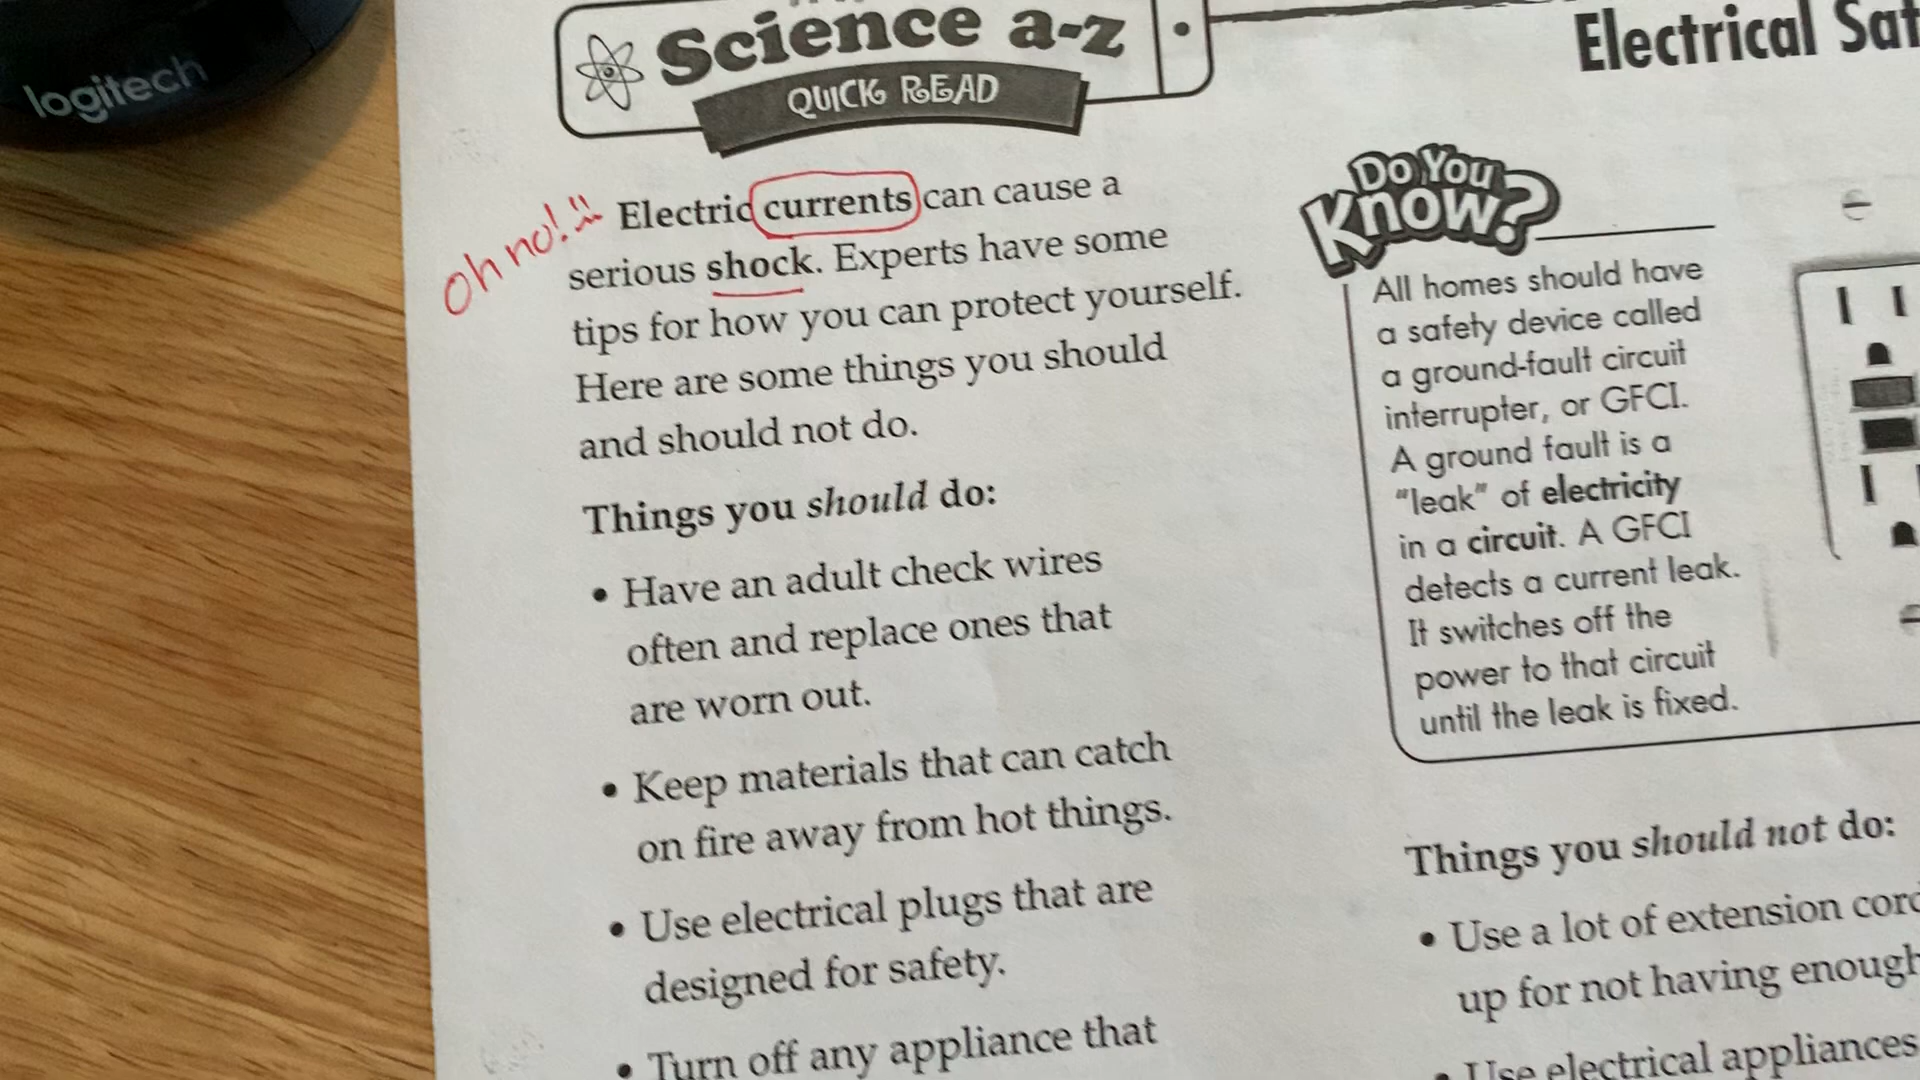 logitech
Science a-z
QUICK READ
Electrical
oh no!
Electric currents can cause a
serious shock. Experts have some
tips for how you can protect yourself.
Here are some things you should
and should not do.
Things you should do:
• Have an adult check wires
often and replace ones that
are worn out.
• Keep materials that can catch
on fire away from hot things.
• Use electrical plugs that are
designed for safety.
• Turn off any appliance that
Do You
Know?
All homes should have
a safety device called
a ground-fault circuit
interrupter, or GFCI.
A ground fault is a
“leak” of electricity
in a circuit. A GFCI
detects a current leak.
It switches off the
power to that circuit
until the leak is fixed.
Things you should not do:
• Use a lot of extension
up for not having enough
• Use electrical appliances